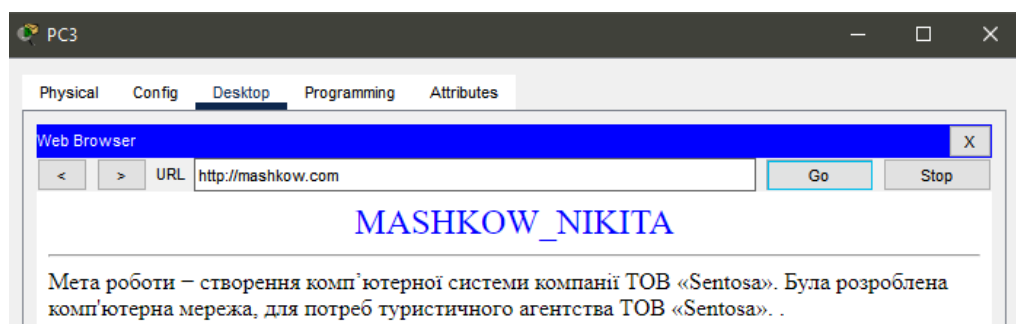 PC3
Physical Config Desktop Programming Attributes
Web Browser X
< > URL http://mashkow.com Go Stop
MASHKOW_NIKITA
Мета роботи − створення комп’ютерної системи компанії ТОВ «Sentosa». Була розроблена
комп'ютерна мережа, для потреб туристичного агентства ТОВ «Sentosa». .